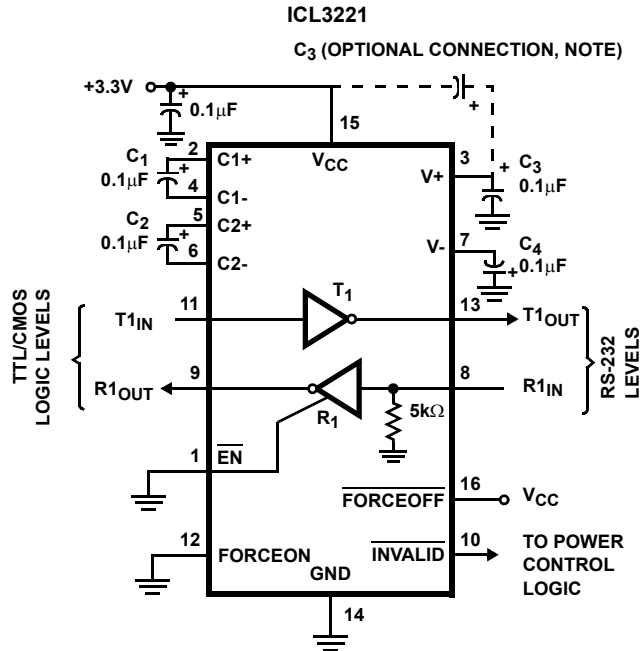 ICL3221
C3 (OPTIONAL CONNECTION, NOTE)
+3.3V
+
0.1μF
+
15
2
C1+
VCC
3
+
C3
0.1μF
C1
0.1μF
+
V+
4
C1-
5
C2+
C2
0.1μF
+
V-
7
C4
0.1μF
+
6
C2-
T1
TTL/CMOS
LOGIC LEVELS
T1IN
11
13
T1OUT
RS-232
LEVELS
R1OUT
9
8
R1IN
R1
5kΩ
1
EN
16
FORCEOFF
VCC
12
FORCEON
INVALID
10
TO POWER
CONTROL
LOGIC
GND
14